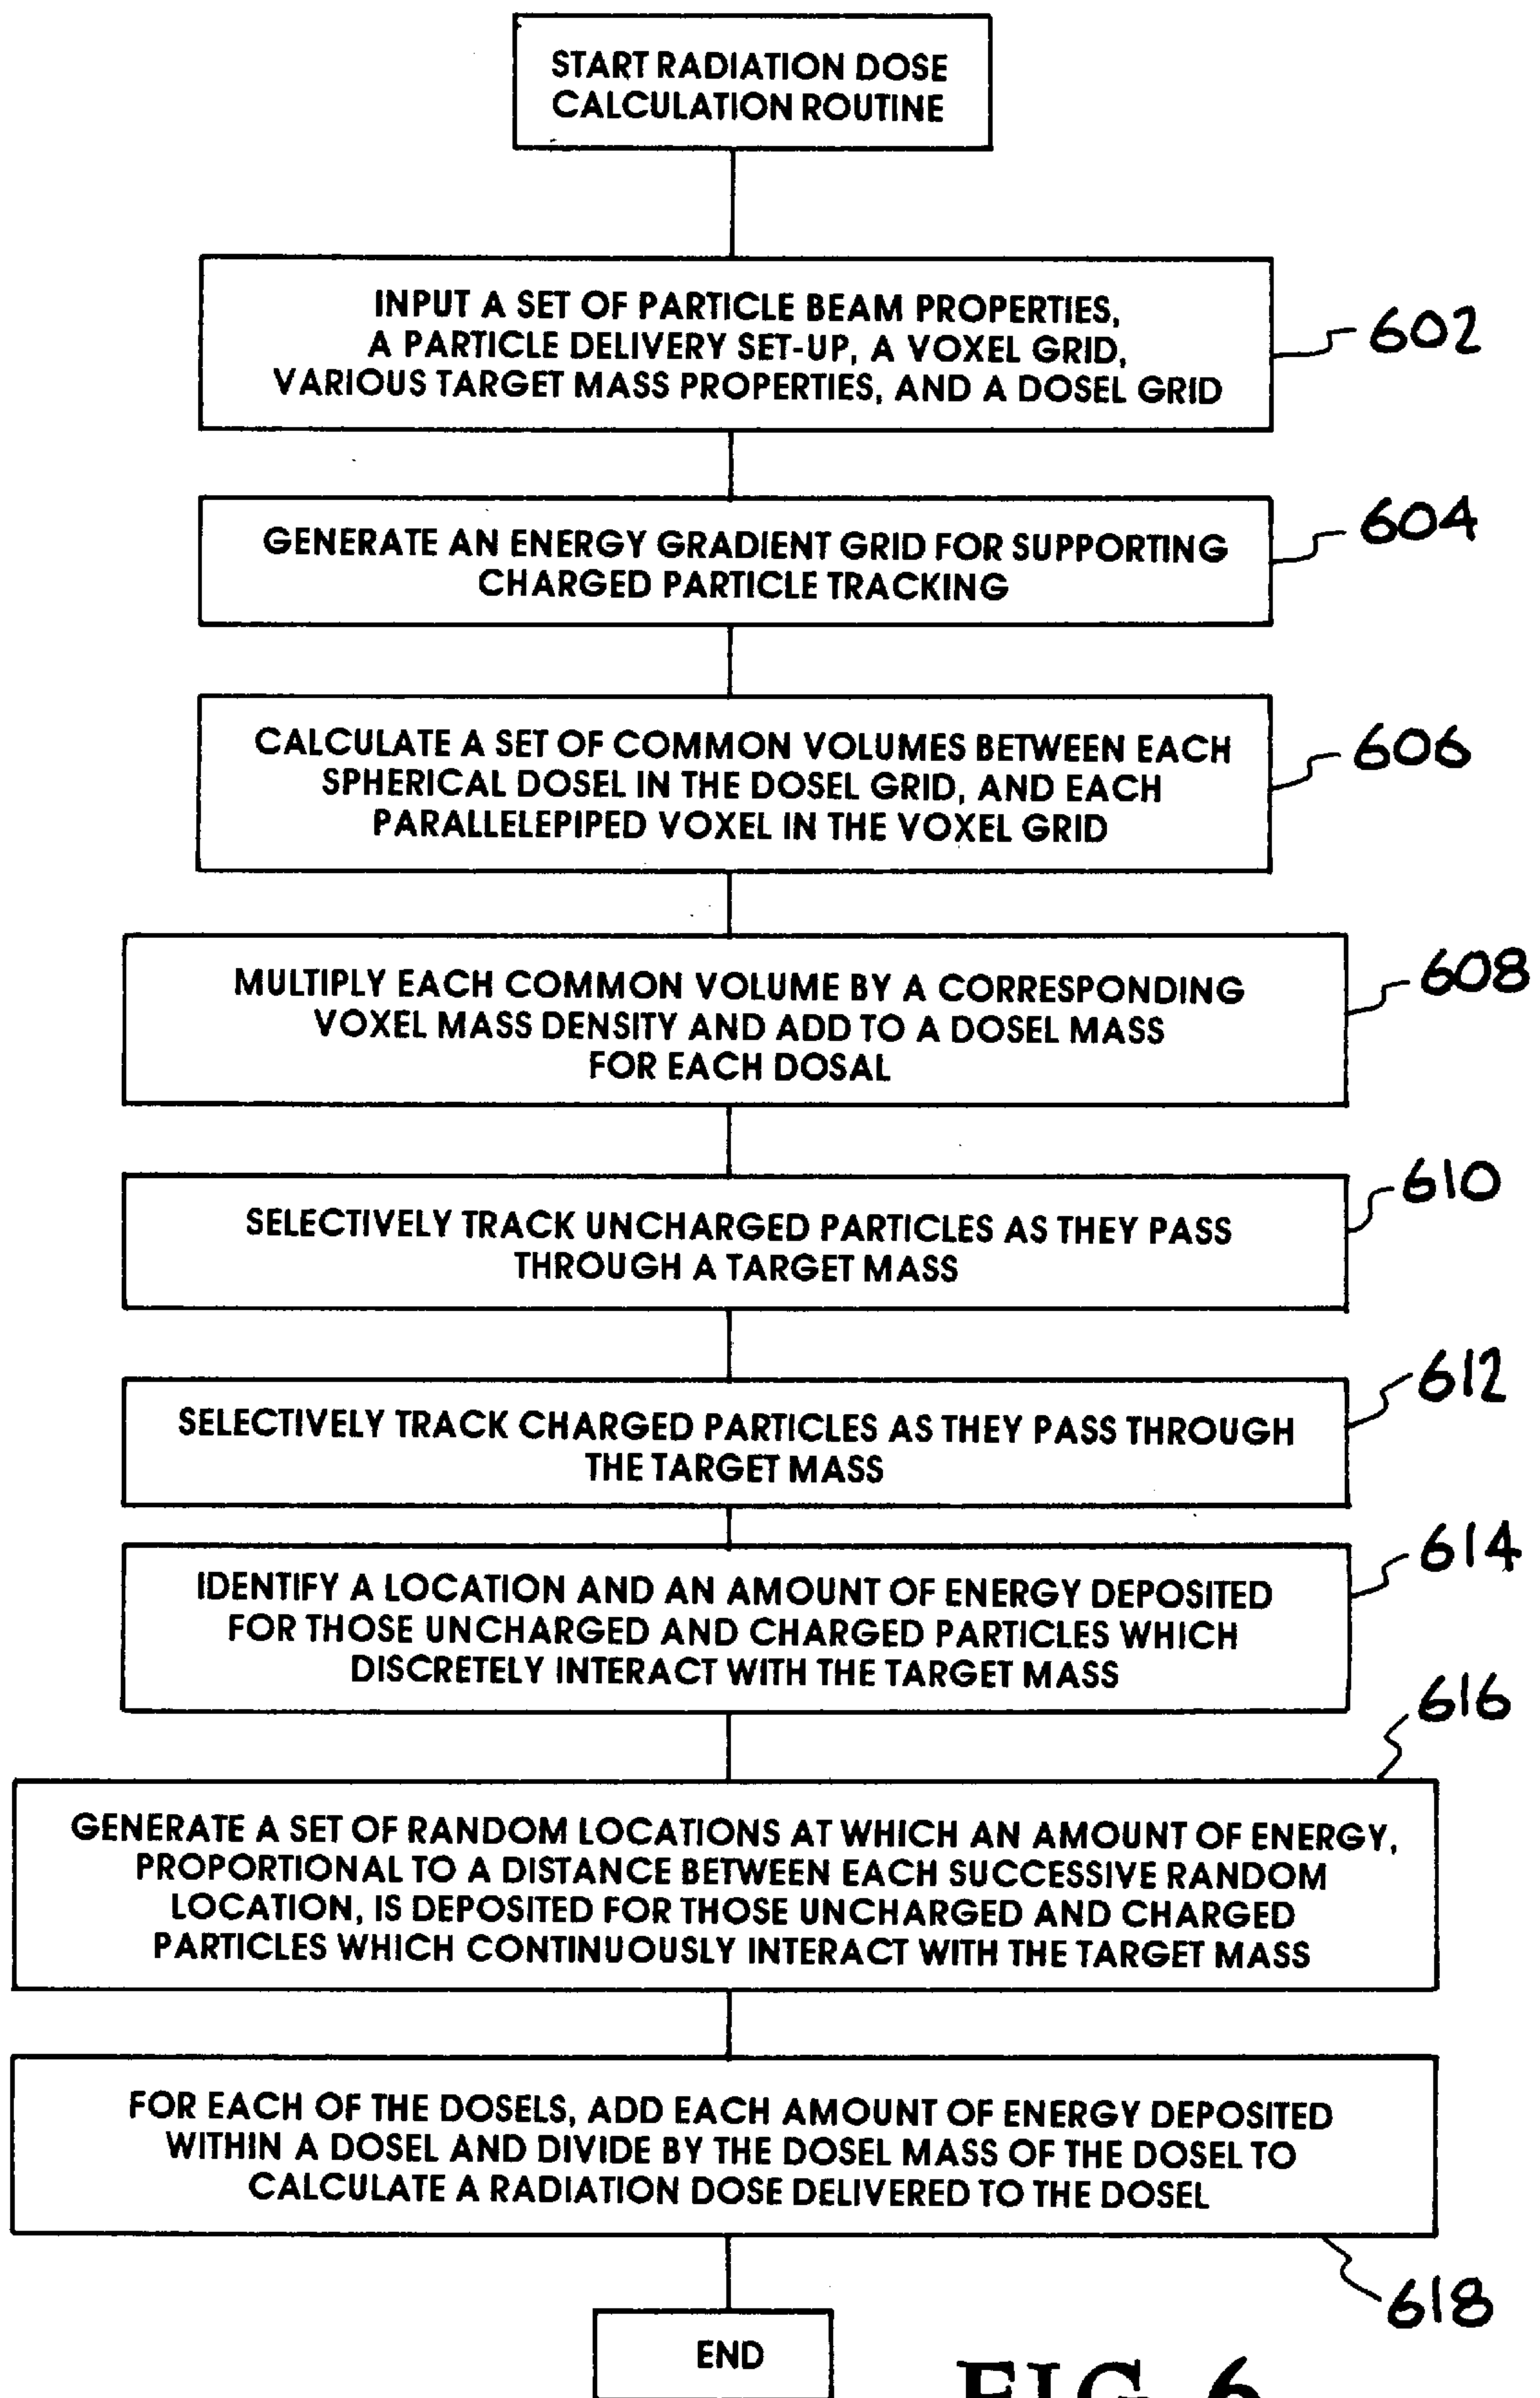 START RADIATION DOSE
CALCULATION ROUTINE
INPUT A SET OF PARTICLE BEAM PROPERTIES,
A PARTICLE DELIVERY SET-UP, A VOXEL GRID,
VARIOUS TARGET MASS PROPERTIES, AND A DOSEL GRID
602
GENERATE AN ENERGY GRADIENT GRID FOR SUPPORTING
CHARGED PARTICLE TRACKING
604
CALCULATE A SET OF COMMON VOLUMES BETWEEN EACH
SPHERICAL DOSEL IN THE DOSEL GRID, AND EACH
PARALLELEPIPED VOXEL IN THE VOXEL GRID
606
MULTIPLY EACH COMMON VOLUME BY A CORRESPONDING
VOXEL MASS DENSITY AND ADD TO A DOSEL MASS
FOR EACH DOSAL
608
SELECTIVELY TRACK UNCHARGED PARTICLES AS THEY PASS
THROUGH A TARGET MASS
610
SELECTIVELY TRACK CHARGED PARTICLES AS THEY PASS THROUGH
THE TARGET MASS
612
IDENTIFY A LOCATION AND AN AMOUNT OF ENERGY DEPOSITED
FOR THOSE UNCHARGED AND CHARGED PARTICLES WHICH
DISCRETELY INTERACT WITH THE TARGET MASS
614
GENERATE A SET OF RANDOM LOCATIONS AT WHICH AN AMOUNT OF ENERGY,
PROPORTIONAL TO A DISTANCE BETWEEN EACH SUCCESSIVE RANDOM
LOCATION, IS DEPOSITED FOR THOSE UNCHARGED AND CHARGED
PARTICLES WHICH CONTINUOUSLY INTERACT WITH THE TARGET MASS
616
FOR EACH OF THE DOSELS, ADD EACH AMOUNT OF ENERGY DEPOSITED
WITHIN A DOSEL AND DIVIDE BY THE DOSEL MASS OF THE DOSEL TO
CALCULATE A RADIATION DOSE DELIVERED TO THE DOSEL
618
END
FIG. 6